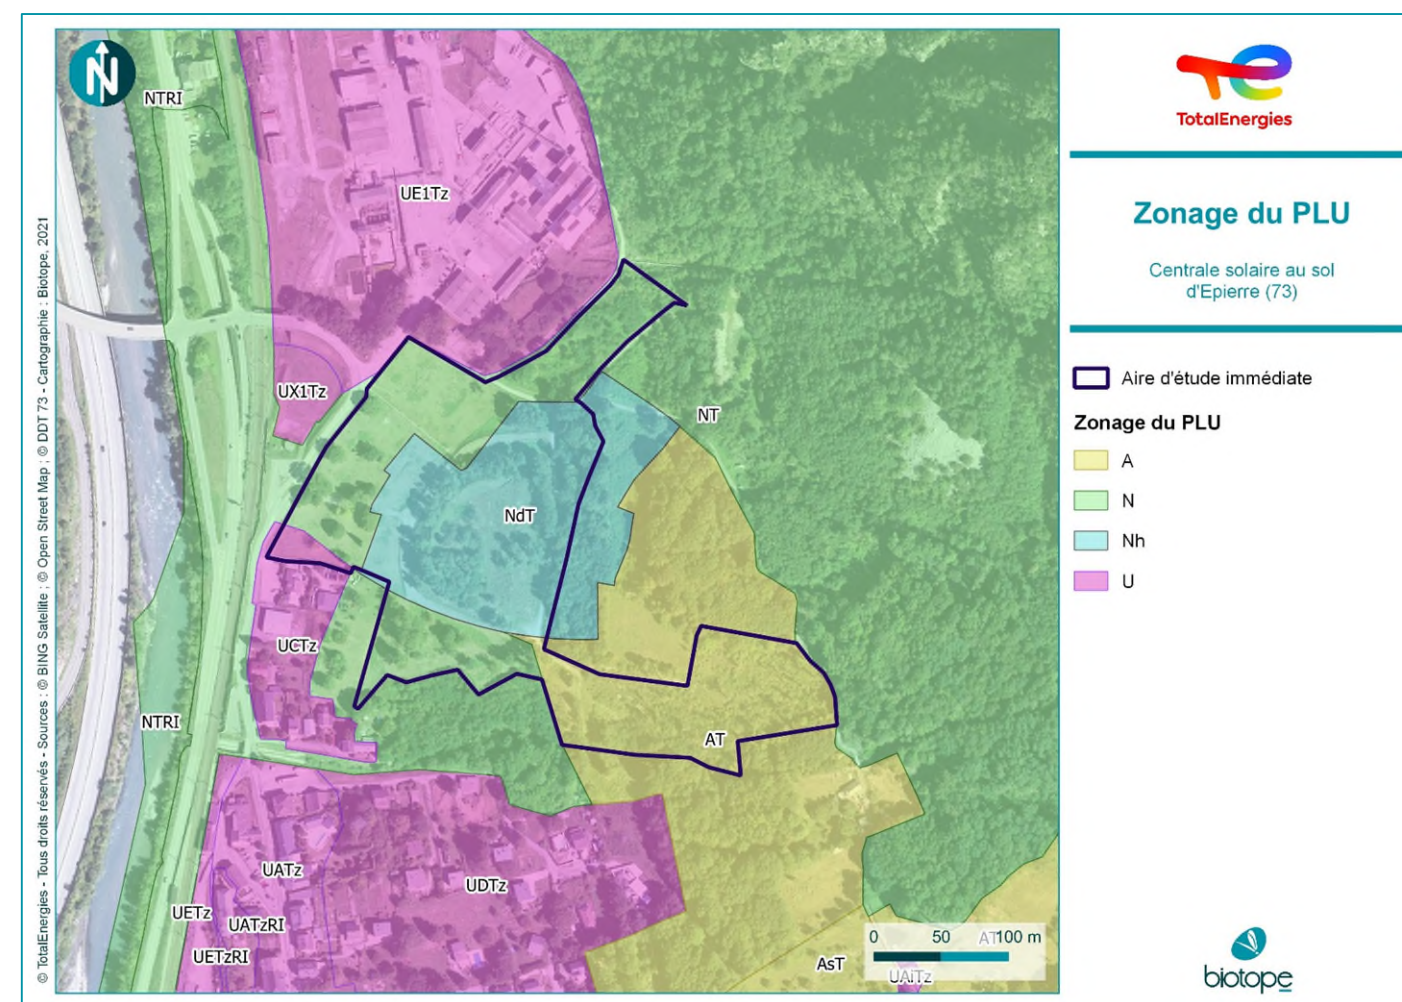 N
NTRI
UE1Tz
UX1Tz
NT
NdT
UCTz
NTRI
AT
UATz
UDTz
UETz
UATzRI
UETzRI
AsT
AT
UAiTz
0 50 100 m
© TotalEnergies - Tous droits réservés - Sources : © BING Satellite ; © Open Street Map ; © DDT 73 - Cartographie : Biotope, 2021
TotalEnergies
Zonage du PLU
Centrale solaire au sol
d'Epierre (73)
Aire d'étude immédiate
Zonage du PLU
A
N
Nh
U
biotope